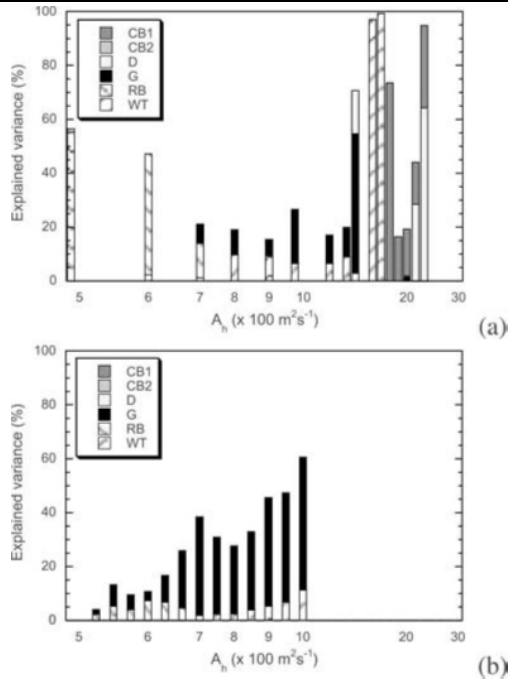 100
80
60
40
20
0
Explained variance (%)
CB1
CB2
D
G
RB
WT
5 6 7 8 9 10 20 30
A_h (x 100 m²s⁻¹)
(a)
100
80
60
40
20
0
Explained variance (%)
CB1
CB2
D
G
RB
WT
5 6 7 8 9 10 20 30
A_h (x 100 m²s⁻¹)
(b)